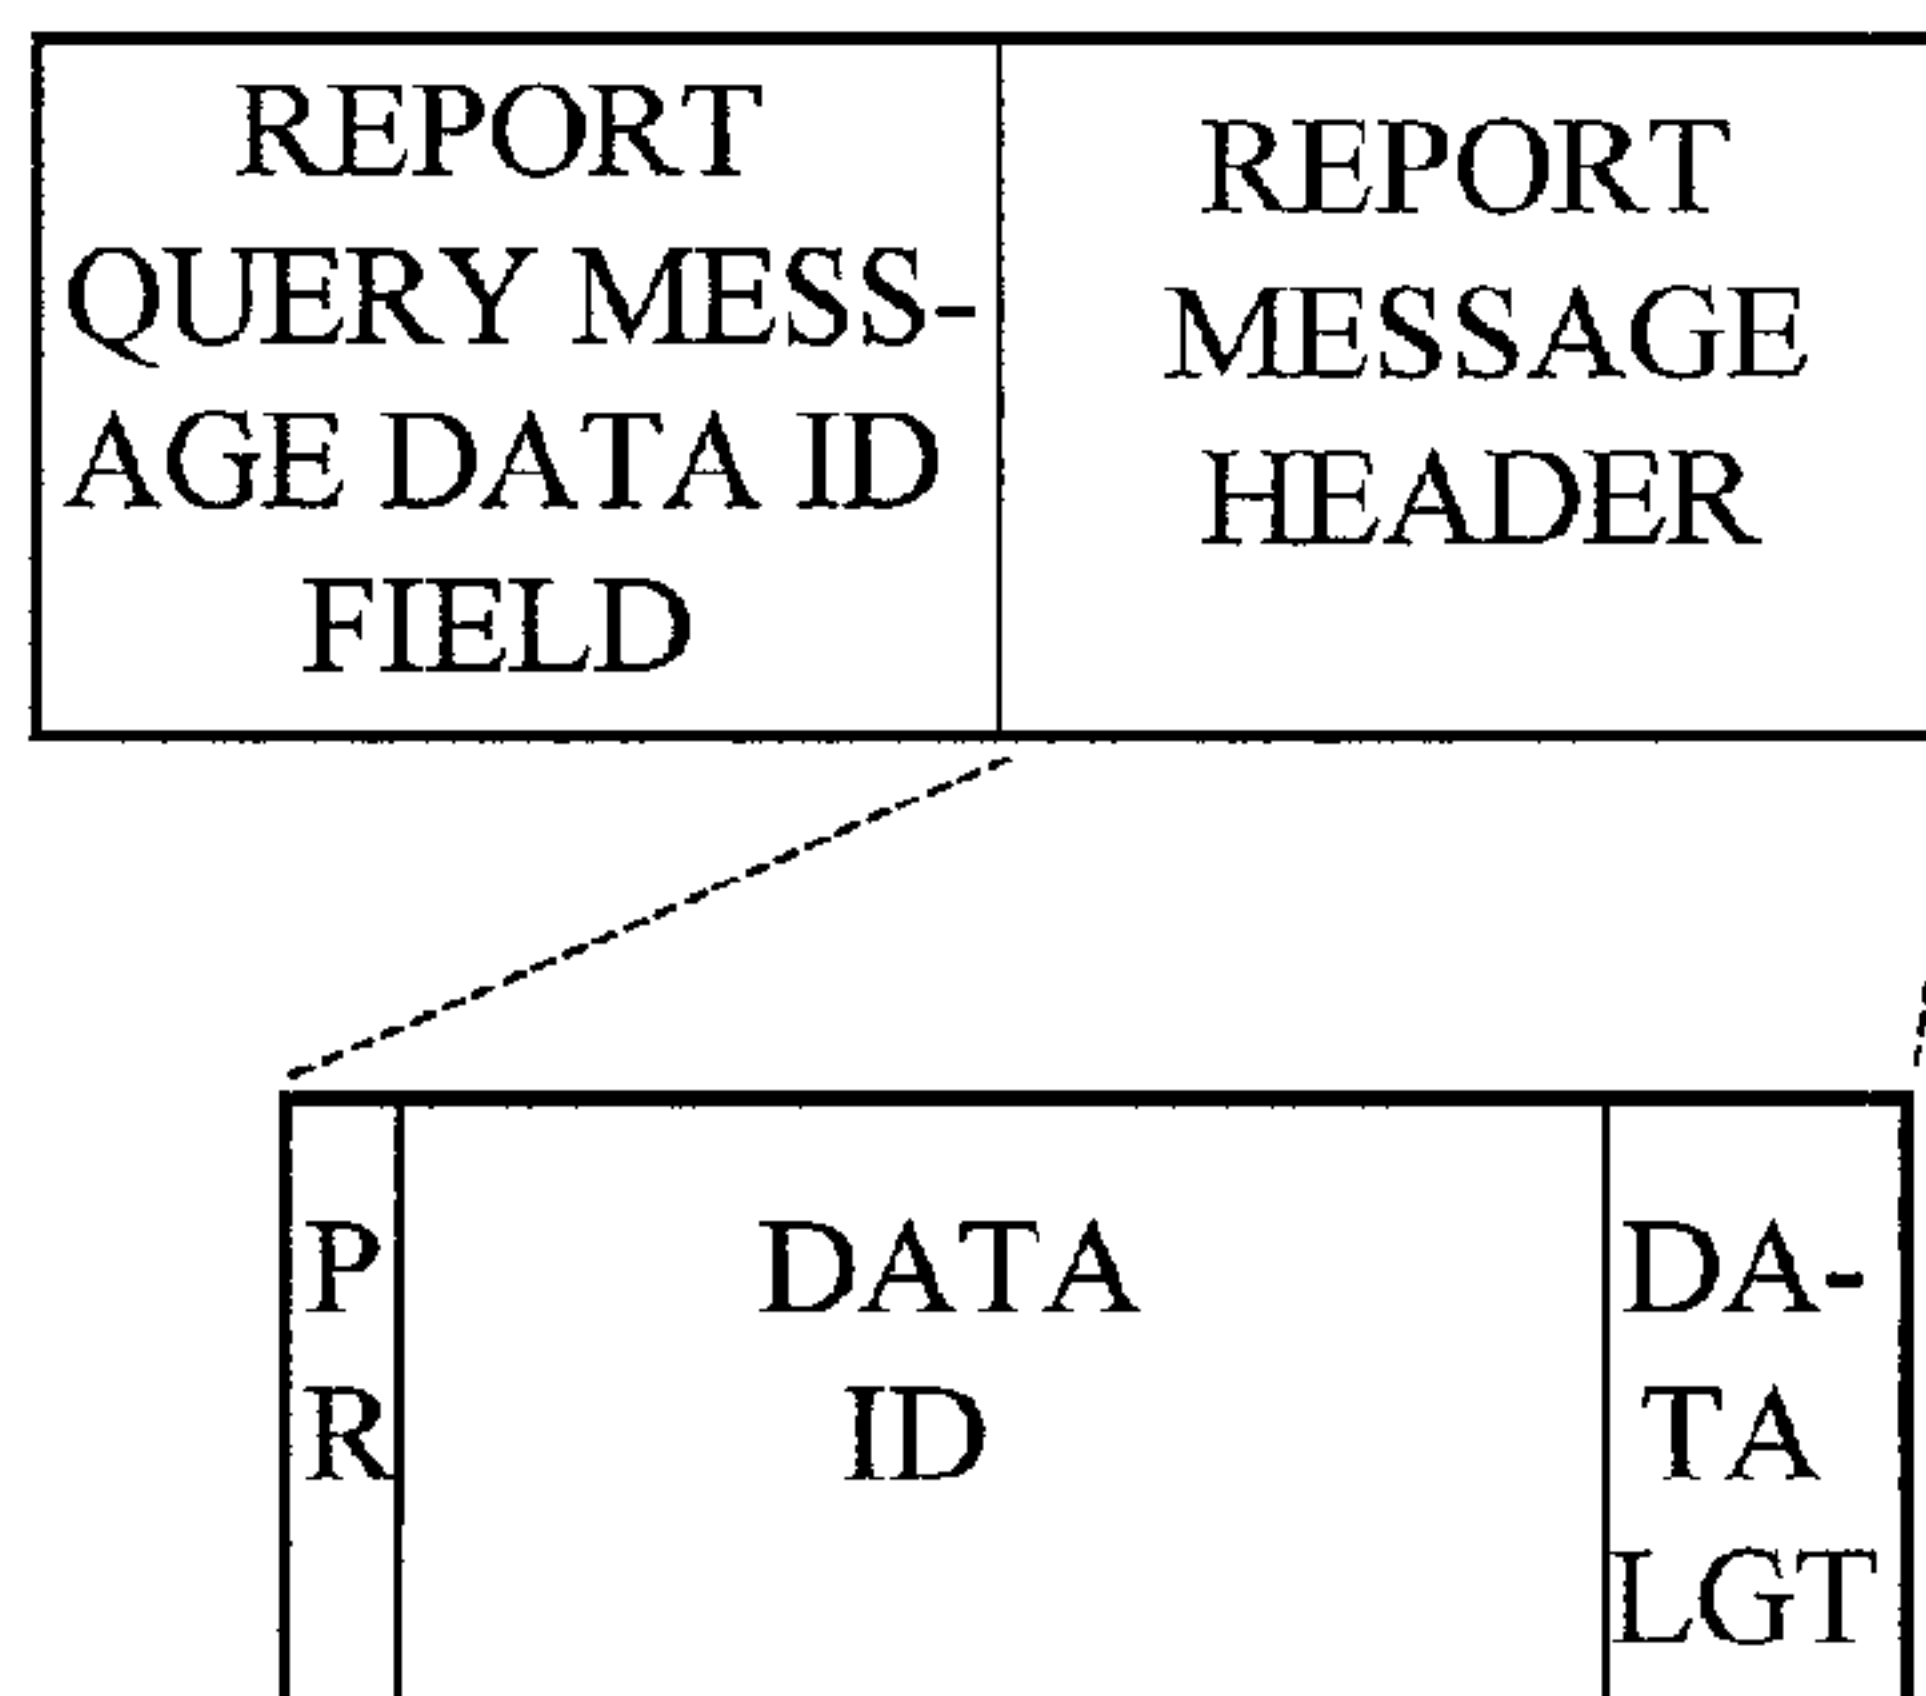 REPORT
QUERY MESS-
AGE DATA ID
FIELD
REPORT
MESSAGE
HEADER
P
R
DATA
ID
DA-
TA
LGT